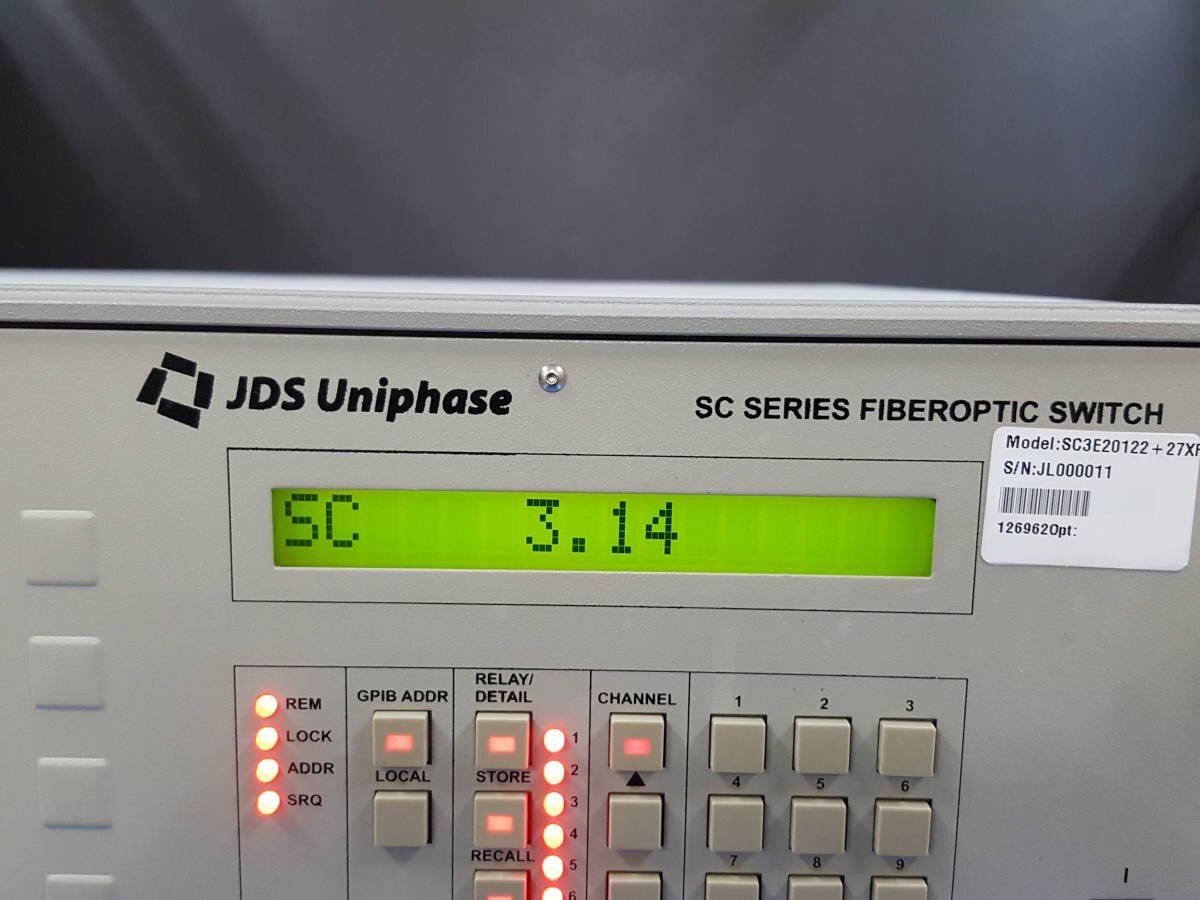 JDS Uniphase
SC SERIES FIBEROPTIC SWITCH
Model:SC3E20122+27XF
S/N:JL000011
1269620pt:
SC 3.14
REM
LOCK
ADDR
SRQ
GPIB ADDR
LOCAL
RELAY/
DETAIL
STORE
RECALL
1
2
3
4
5
6
CHANNEL
▲
1 2 3
4 5 6
7 8 9
I